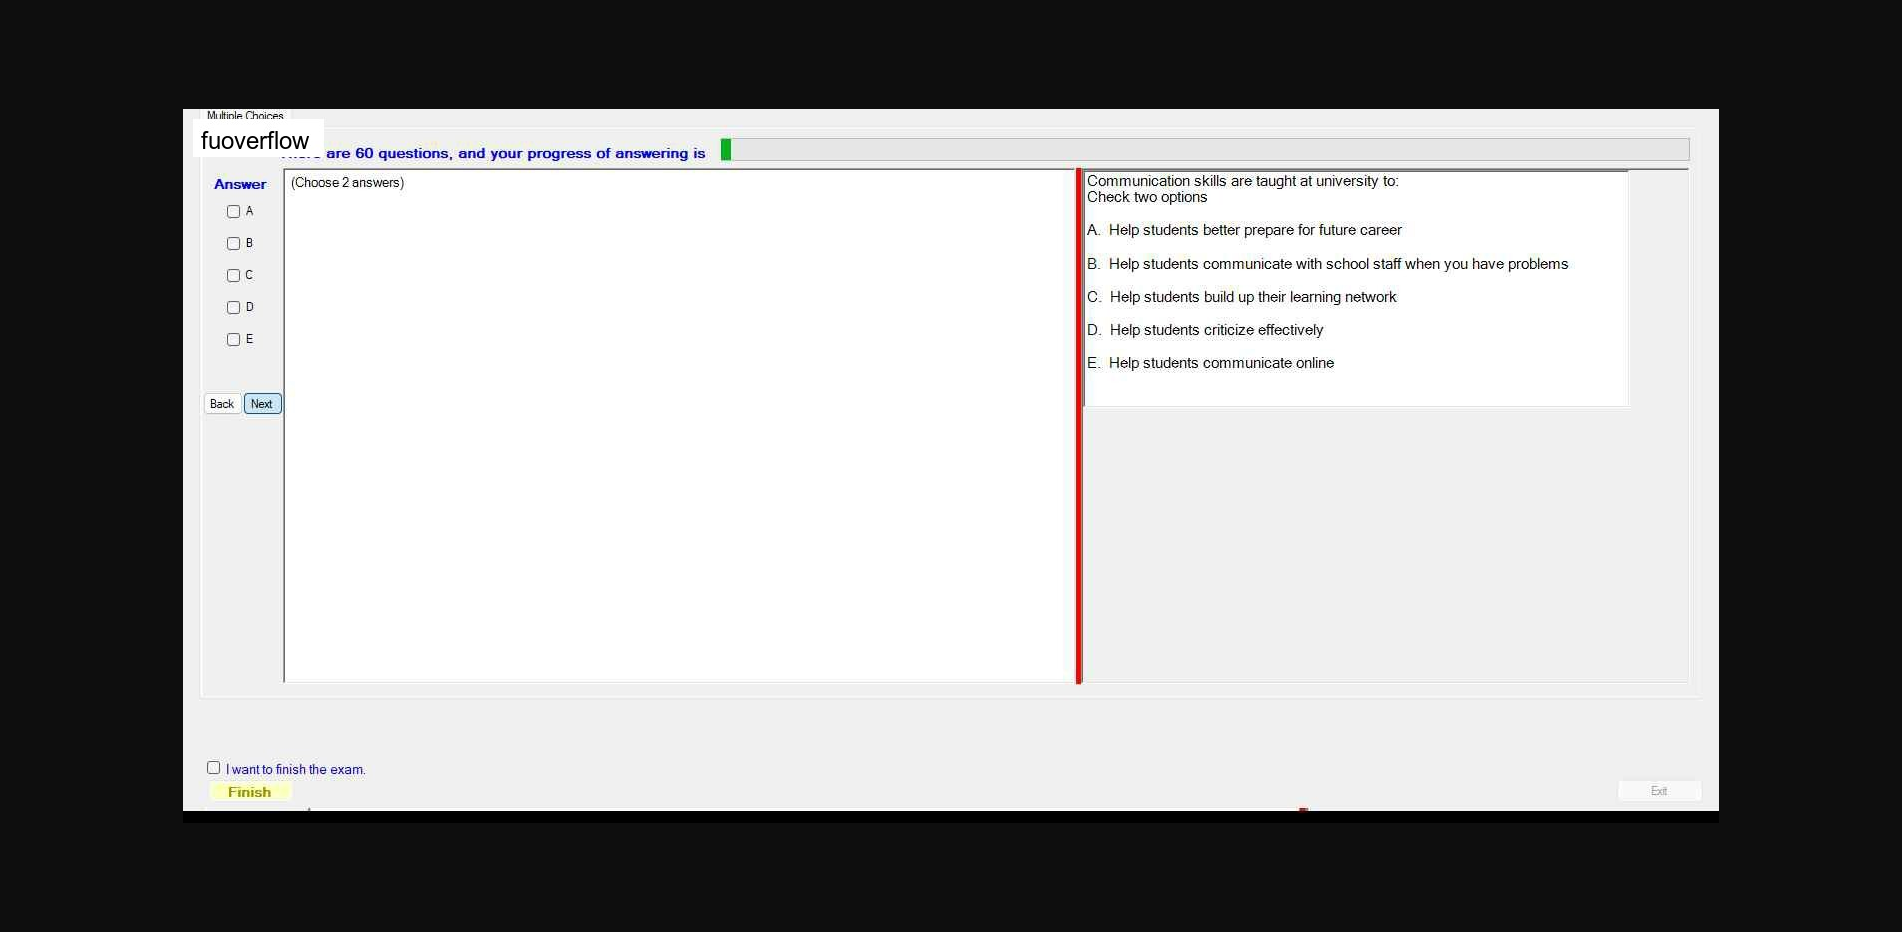 Multiple Choices
fuoverflow
are 60 questions, and your progress of answering is
Answer
A
B
C
D
E
Back Next
(Choose 2 answers)
Communication skills are taught at university to:
Check two options
A. Help students better prepare for future career
B. Help students communicate with school staff when you have problems
C. Help students build up their learning network
D. Help students criticize effectively
E. Help students communicate online
I want to finish the exam.
Finish
Exit